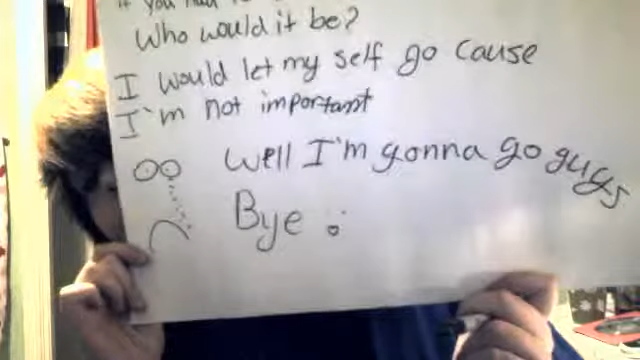 Who would it be?
I would let my self go cause
I'm not important
Well I'm gonna go guys
Bye